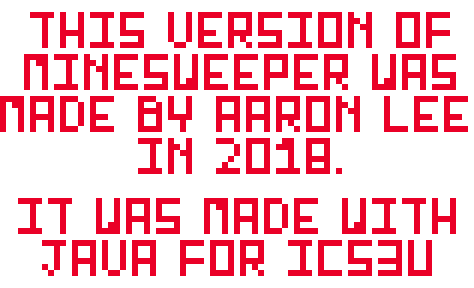 THIS VERSION OF
MINESWEEPER WAS
MADE BY AARON LEE
IN 2018.
IT WAS MADE WITH
JAVA FOR ICS3U